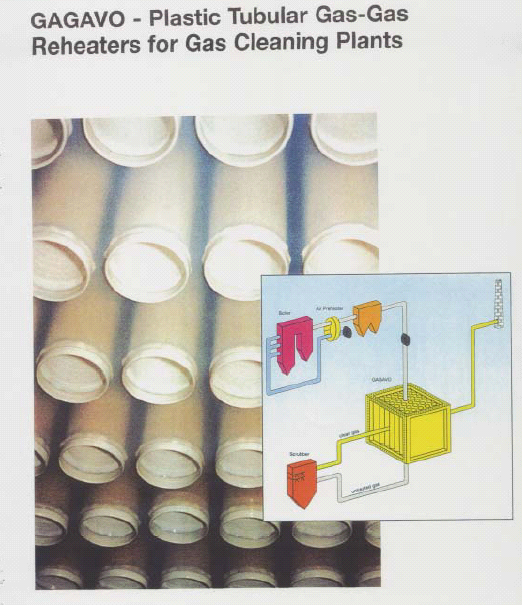 GAGAVO - Plastic Tubular Gas-Gas
Reheaters for Gas Cleaning Plants
Boiler
Air Preheater
GAGAVO
clean gas
Scrubber
untreated gas